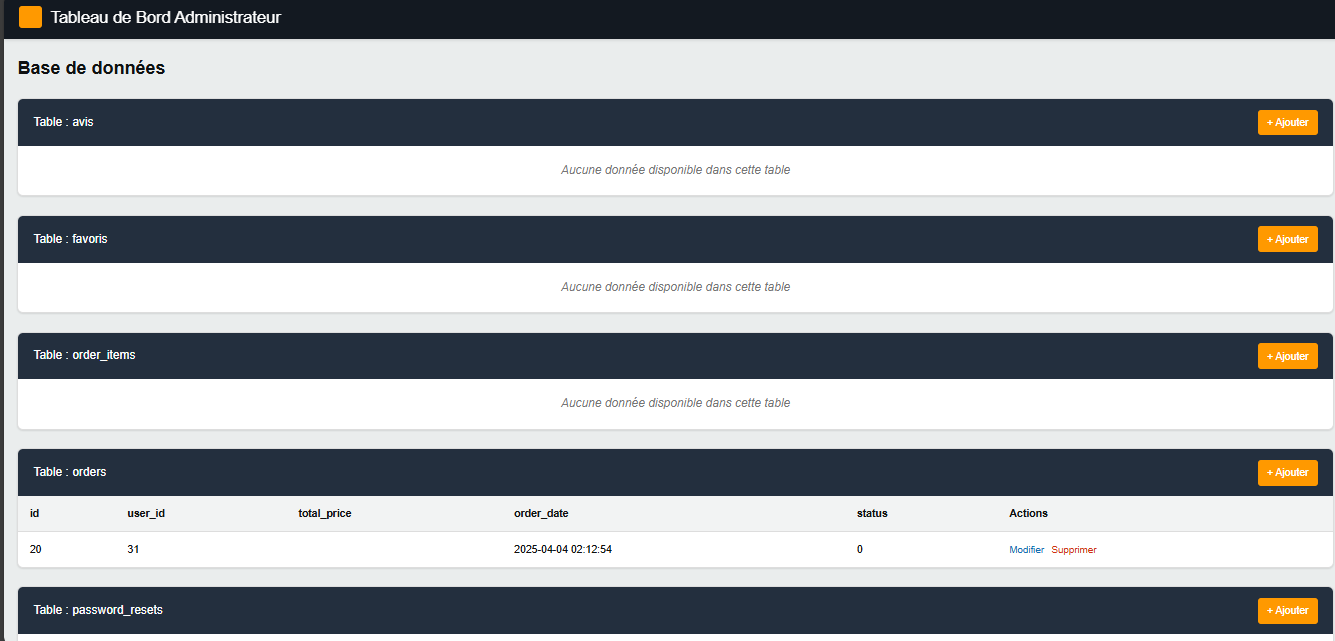 Tableau de Bord Administrateur
Base de données
Table : avis + Ajouter
Aucune donnée disponible dans cette table
Table : favoris + Ajouter
Aucune donnée disponible dans cette table
Table : order_items + Ajouter
Aucune donnée disponible dans cette table
Table : orders + Ajouter
id user_id total_price order_date status Actions
20 31 2025-04-04 02:12:54 0 Modifier Supprimer
Table : password_resets + Ajouter